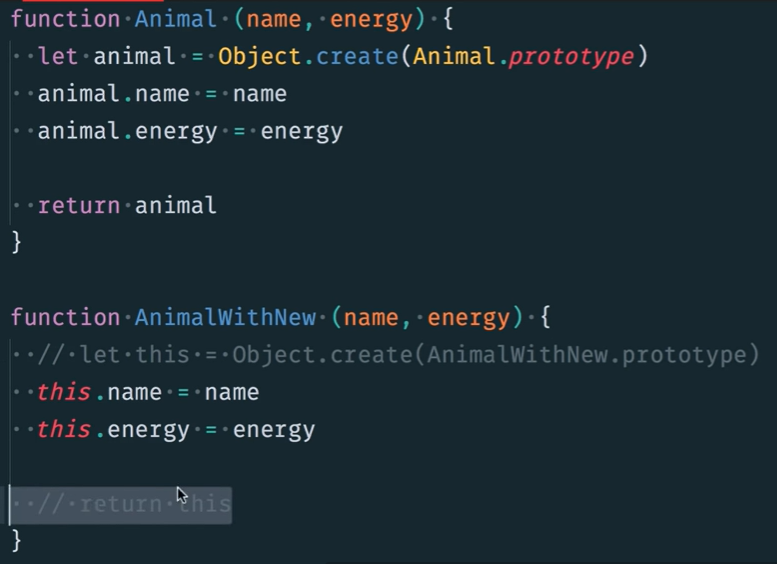 function Animal (name, energy) {
  let animal = Object.create(Animal.prototype)
  animal.name = name
  animal.energy = energy

  return animal
}

function AnimalWithNew (name, energy) {
  // let this = Object.create(AnimalWithNew.prototype)
  this.name = name
  this.energy = energy

  // return this
}